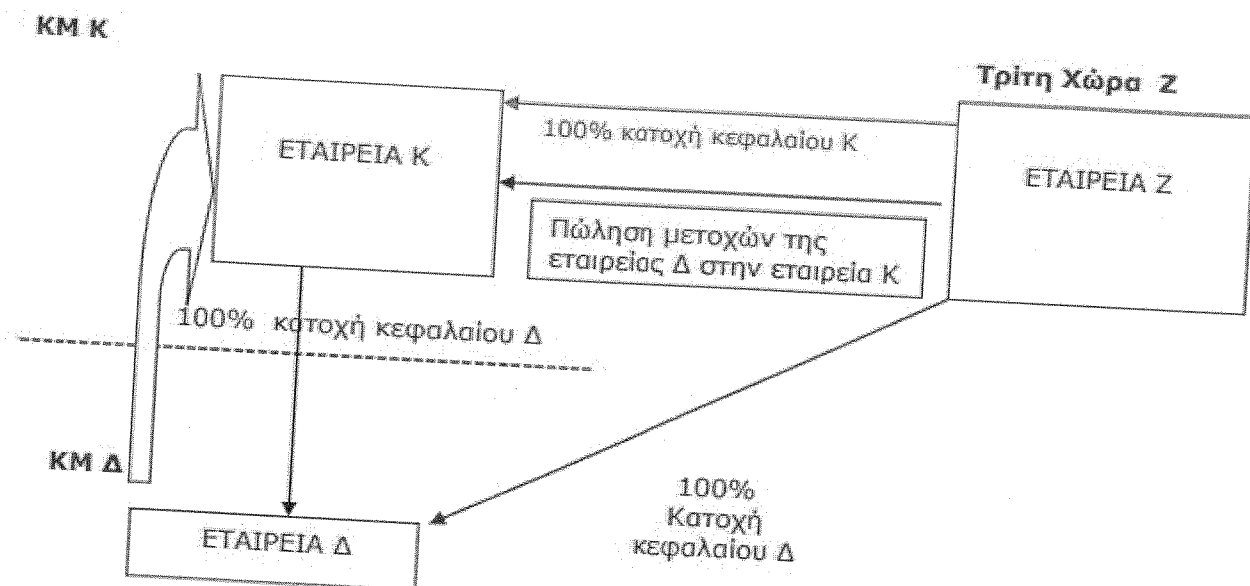 ΚΜ Κ
Τρίτη Χώρα Ζ
ΕΤΑΙΡΕΙΑ Κ
100% κατοχή κεφαλαίου Κ
ΕΤΑΙΡΕΙΑ Ζ
Πώληση μετοχών της
εταιρείας Δ στην εταιρεία Κ
100% κατοχή κεφαλαίου Δ
ΚΜ Δ
ΕΤΑΙΡΕΙΑ Δ
100%
Κατοχή
κεφαλαίου Δ